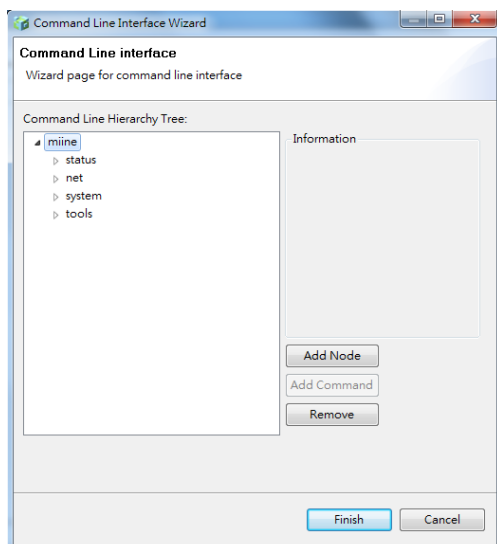 Command Line Interface Wizard
Command Line interface
Wizard page for command line interface
Command Line Hierarchy Tree:
miine
status
net
system
tools
Information
Add Node
Add Command
Remove
Finish
Cancel